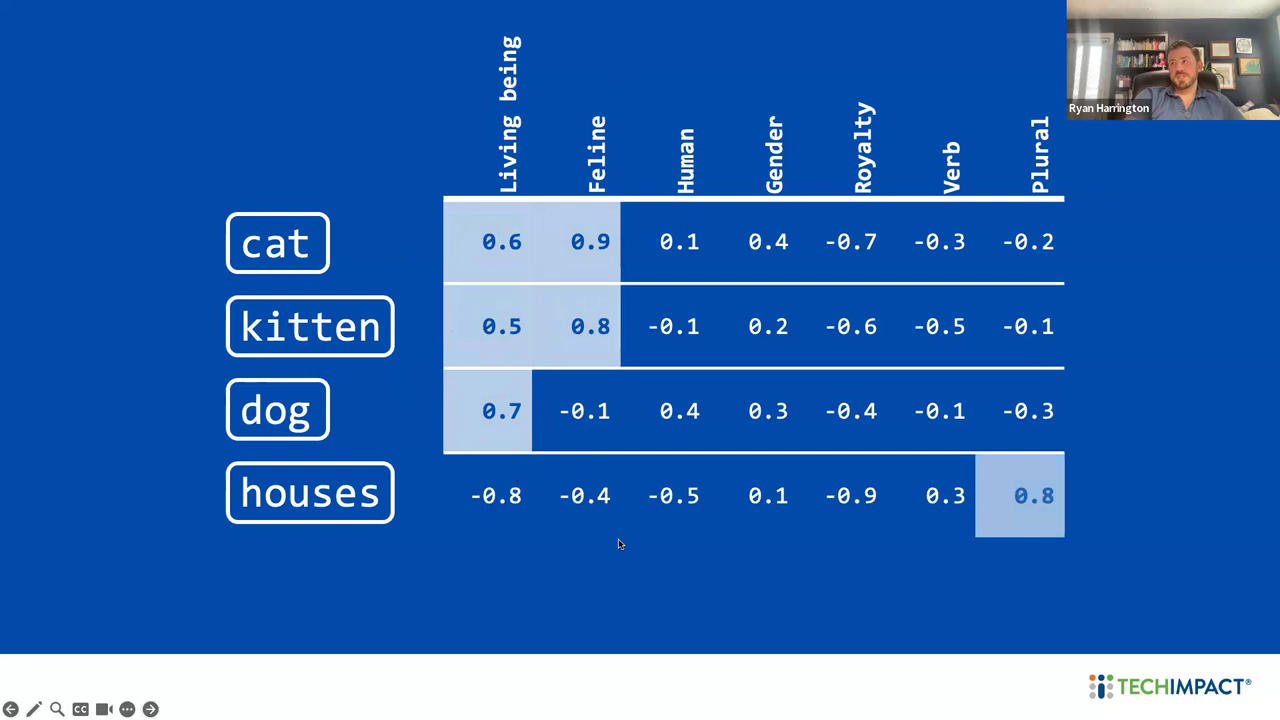 Living being Feline Human Gender Royalty Verb Plural
Ryan Harrington
cat 0.6 0.9 0.1 0.4 -0.7 -0.3 -0.2
kitten 0.5 0.8 -0.1 0.2 -0.6 -0.5 -0.1
dog 0.7 -0.1 0.4 0.3 -0.4 -0.1 -0.3
houses -0.8 -0.4 -0.5 0.1 -0.9 0.3 0.8
TECHIMPACT®
CC